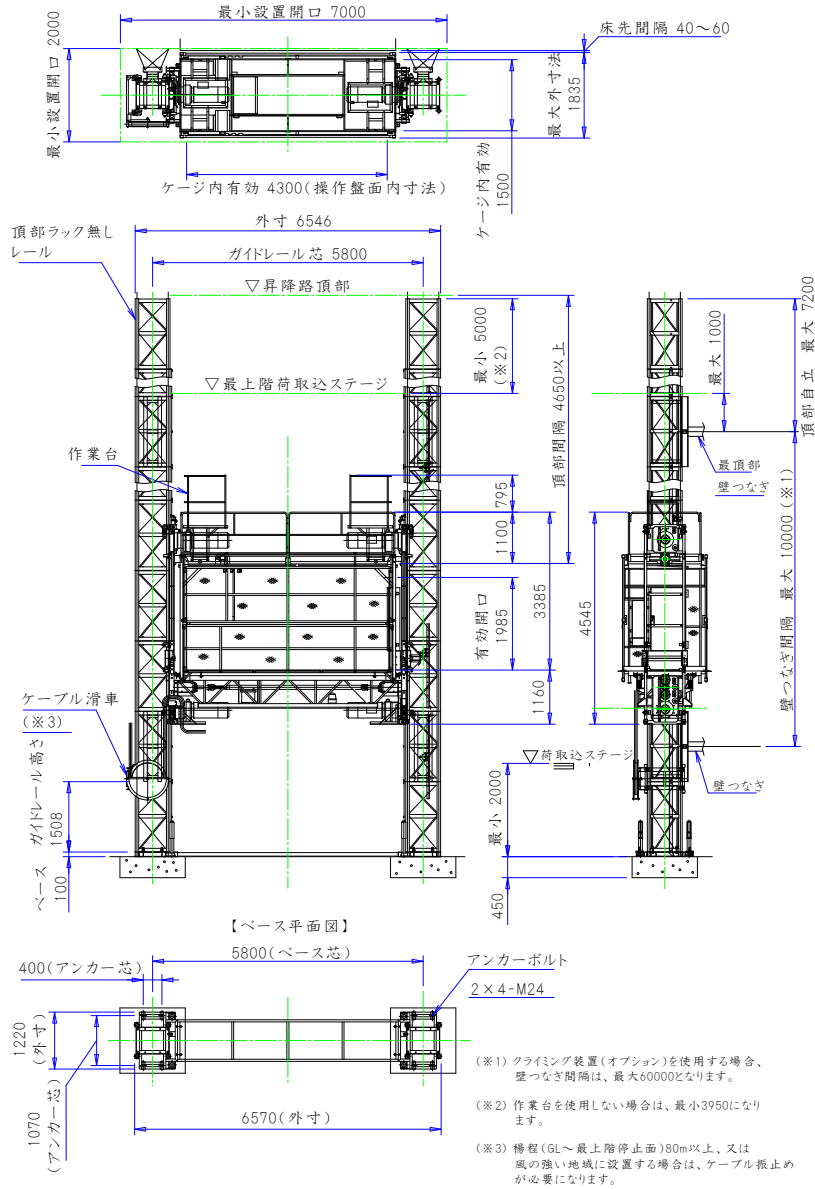 最小設置開口 7000
床先間隔 40～60
最小設置開口 2000
最大外寸法
1835
ケージ内有効
1500
ケージ内有効 4300(操作盤面内寸法)
外寸 6546
頂部ラック無し
レール
ガイドレール芯 5800
▽昇降路頂部
最小 5000
(※2)
頂部間隔 4650以上
最大 1000
頂部自立 最大 7200
▽最上階荷取込ステージ
作業台
最頂部
壁つなぎ
795
1100
3385
4545
有効開口
1985
1160
壁つなぎ間隔 最大 10000(※1)
ケーブル滑車
(※3)
ガイドレール高さ
1508
ベース
100
▽荷取込ステージ
最小 2000
壁つなぎ
450
【ベース平面図】
5800(ベース芯)
400(アンカー芯)
アンカーボルト
2×4-M24
1220
(外寸)
1070
(アンカー芯)
6570(外寸)
(※1) クライミング装置(オプション)を使用する場合、
壁つなぎ間隔は、最大60000となります。
(※2) 作業台を使用しない場合は、最小3950になり
ます。
(※3) 楊程(GL～最上階停止面)80m以上、又は
風の強い地域に設置する場合は、ケーブル振止め
が必要になります。